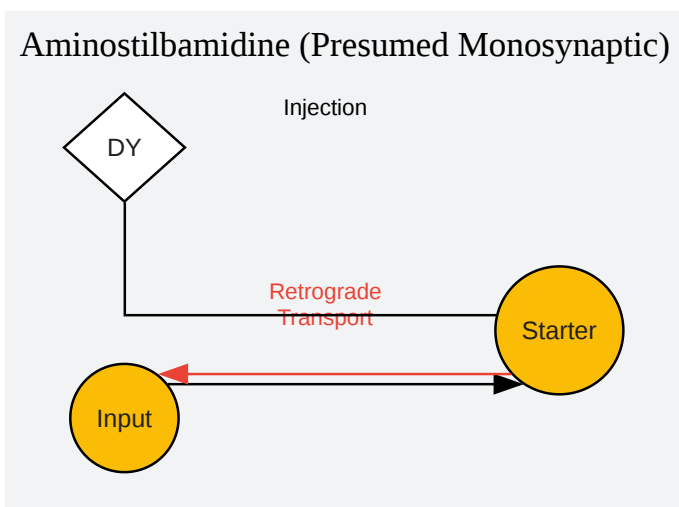 Aminostilbamidine (Presumed Monosynaptic)
Injection
DY
Retrograde
Transport
Starter
Input